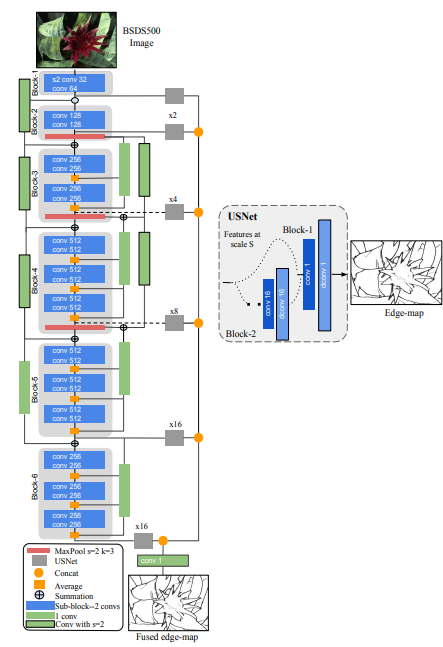 BSDS500
Image
Block-1
s2 conv 32
conv 64
x2
Block-2
conv 128
conv 128
Block-3
conv 256
conv 256
conv 256
conv 256
x4
Block-4
conv 512
conv 512
conv 512
conv 512
conv 512
conv 512
x8
Block-5
conv 512
conv 512
conv 512
conv 512
conv 512
conv 512
x16
Block-6
conv 256
conv 256
conv 256
conv 256
conv 256
conv 256
x16
conv 1
Fused edge-map
USNet
Features at
scale S
Block-1
conv 1
dconv 1
conv 16
dconv 16
Block-2
Edge-map
MaxPool s=2 k=3
USNet
Concat
Average
Summation
Sub-block--2 convs
1 conv
Conv with s=2